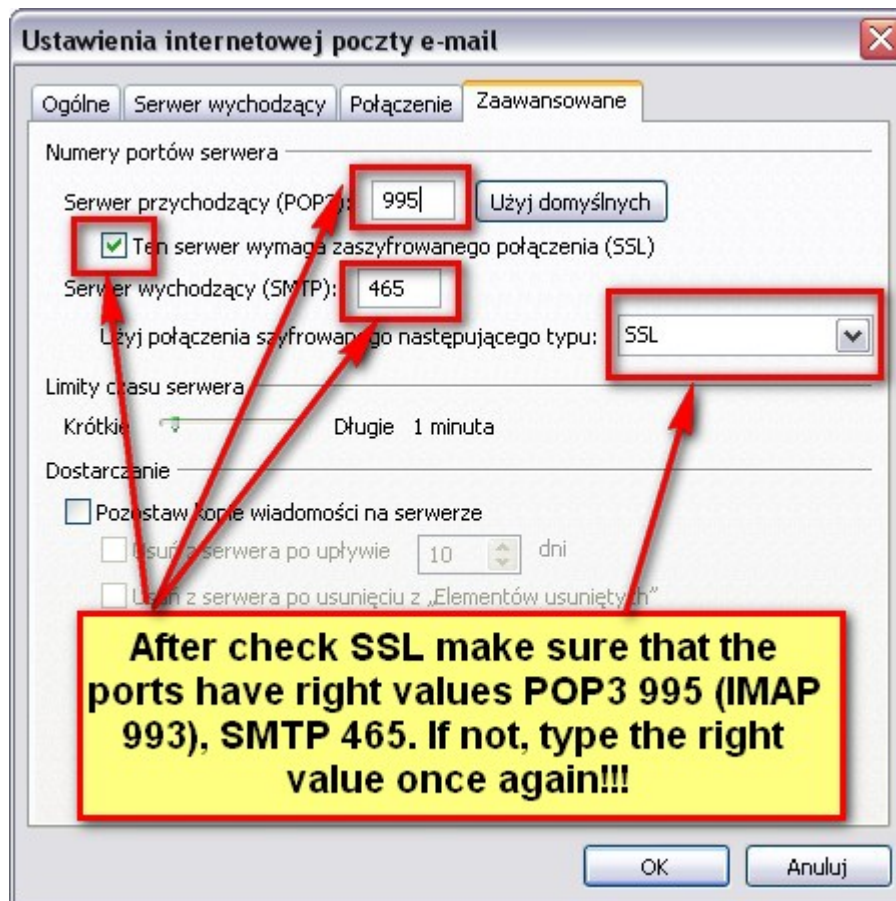 Ustawienia internetowej poczty e-mail
Ogólne Serwer wychodzący Połączenie Zaawansowane
Numery portów serwera
Serwer przychodzący (POP3): 995 Użyj domyślnych
Ten serwer wymaga zaszyfrowanego połączenia (SSL)
Serwer wychodzący (SMTP): 465
Użyj połączenia szyfrowanego następującego typu: SSL
Limity czasu serwera
Krótkie Długie 1 minuta
Dostarczanie
Pozostaw kopie wiadomości na serwerze
Usuń z serwera po upływie 10 dni
Usuń z serwera po usunięciu z „Elementów usuniętych”
After check SSL make sure that the
ports have right values POP3 995 (IMAP
993), SMTP 465. If not, type the right
value once again!!!
OK Anuluj